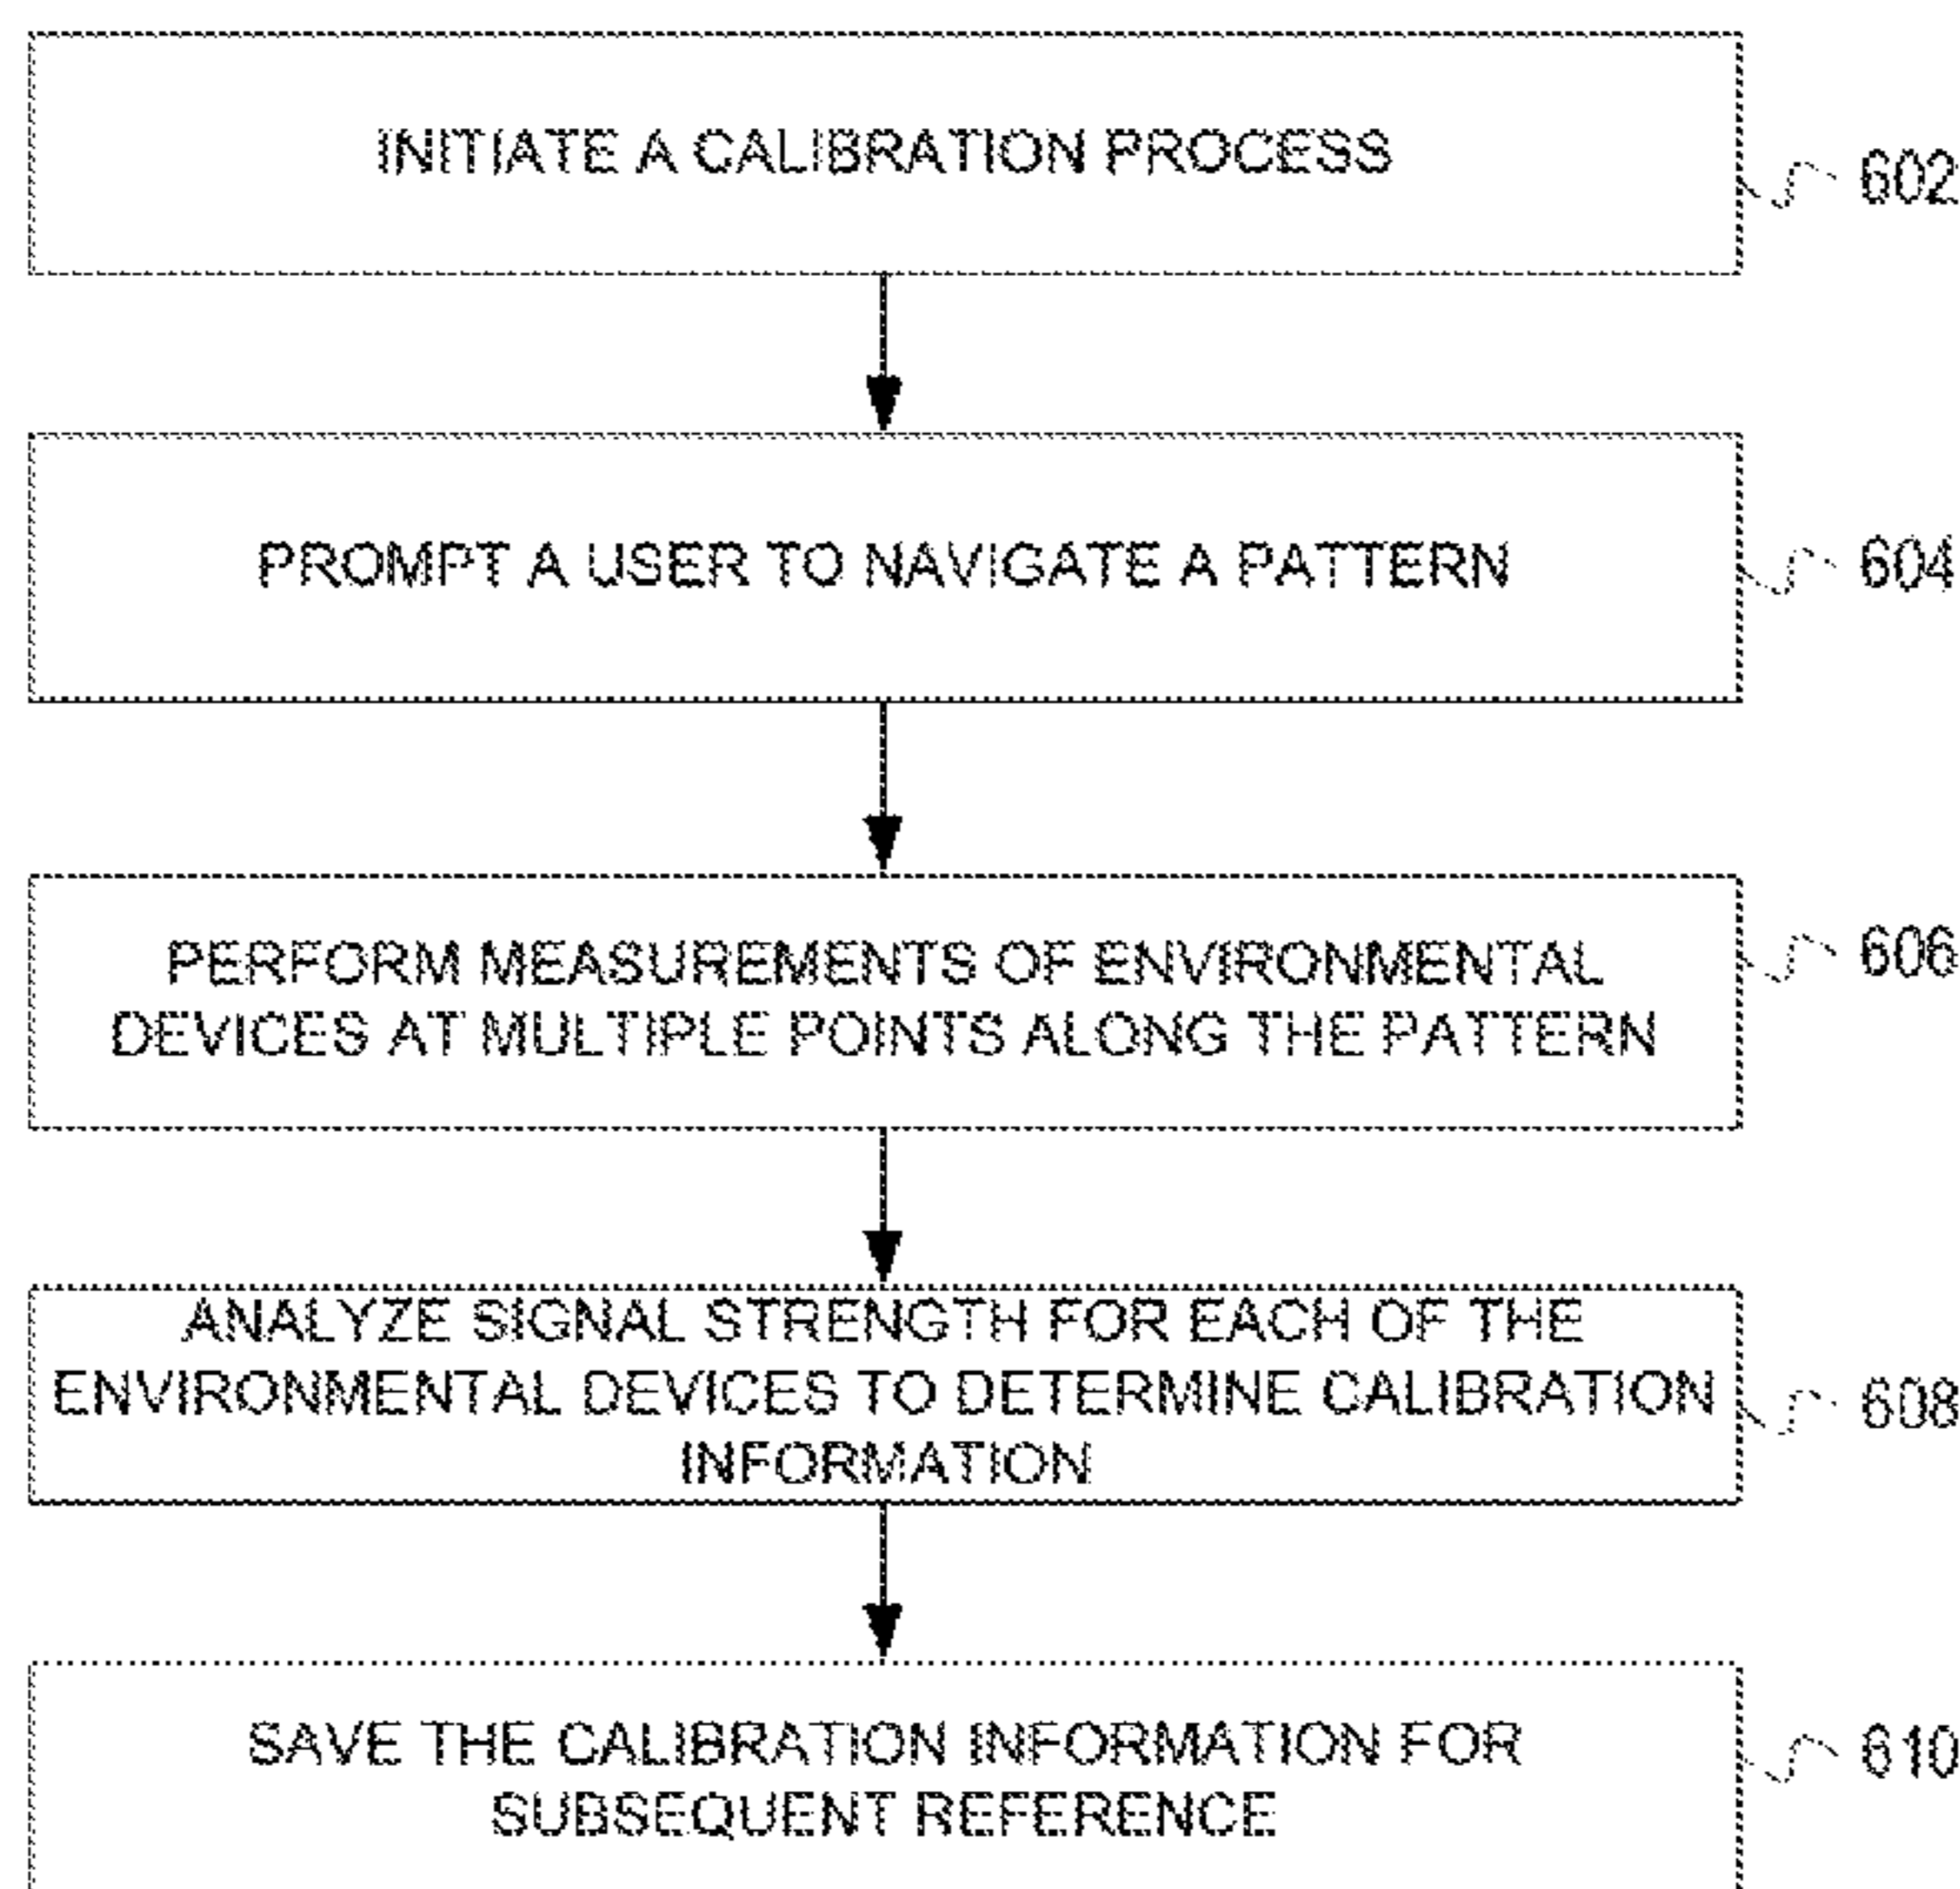 INITIATE A CALIBRATION PROCESS
602
PROMPT A USER TO NAVIGATE A PATTERN
604
PERFORM MEASUREMENTS OF ENVIRONMENTAL
DEVICES AT MULTIPLE POINTS ALONG THE PATTERN
606
ANALYZE SIGNAL STRENGTH FOR EACH OF THE
ENVIRONMENTAL DEVICES TO DETERMINE CALIBRATION
INFORMATION
608
SAVE THE CALIBRATION INFORMATION FOR
SUBSEQUENT REFERENCE
610